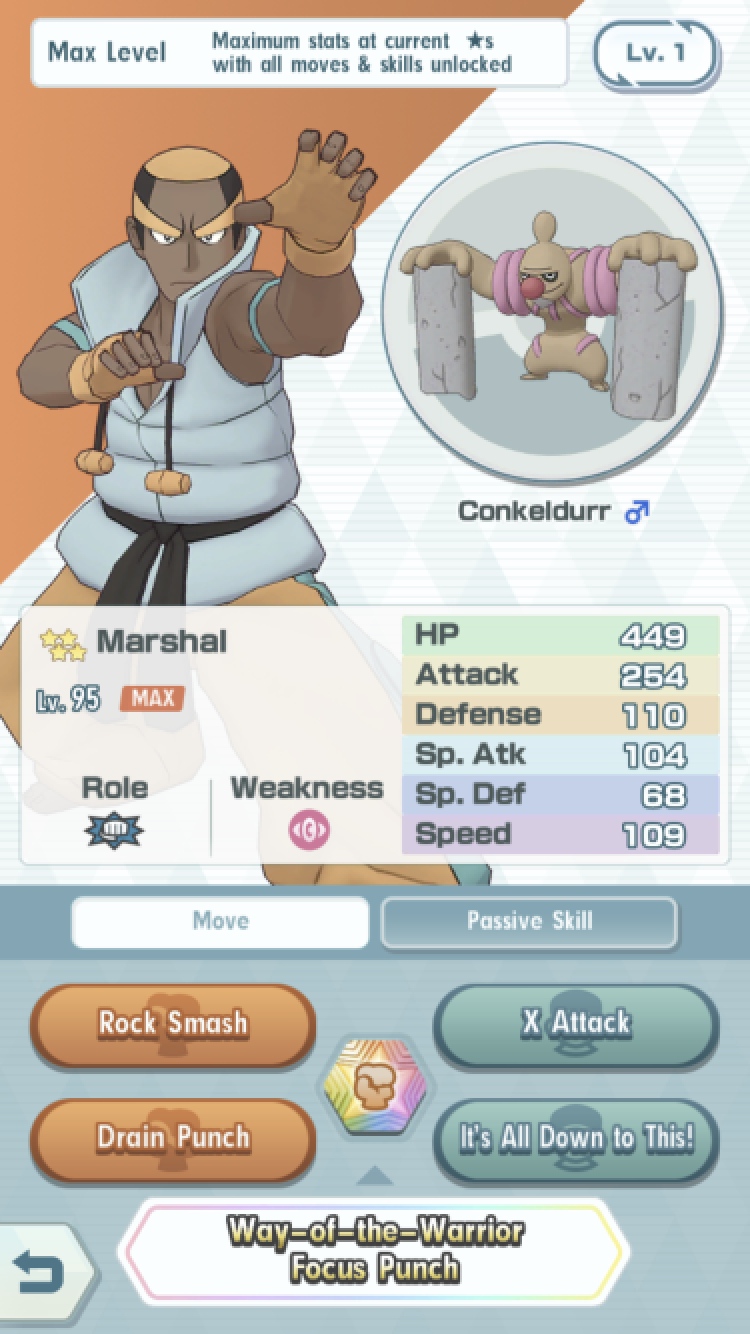 Max Level
Maximum stats at current ★s
with all moves & skills unlocked
Lv. 1
Conkeldurr ♂
Marshal
Lv. 95 MAX
Role
Weakness
HP 449
Attack 254
Defense 110
Sp. Atk 104
Sp. Def 68
Speed 109
Move
Passive Skill
Rock Smash
X Attack
Drain Punch
It's All Down to This!
Way-of-the-Warrior
Focus Punch